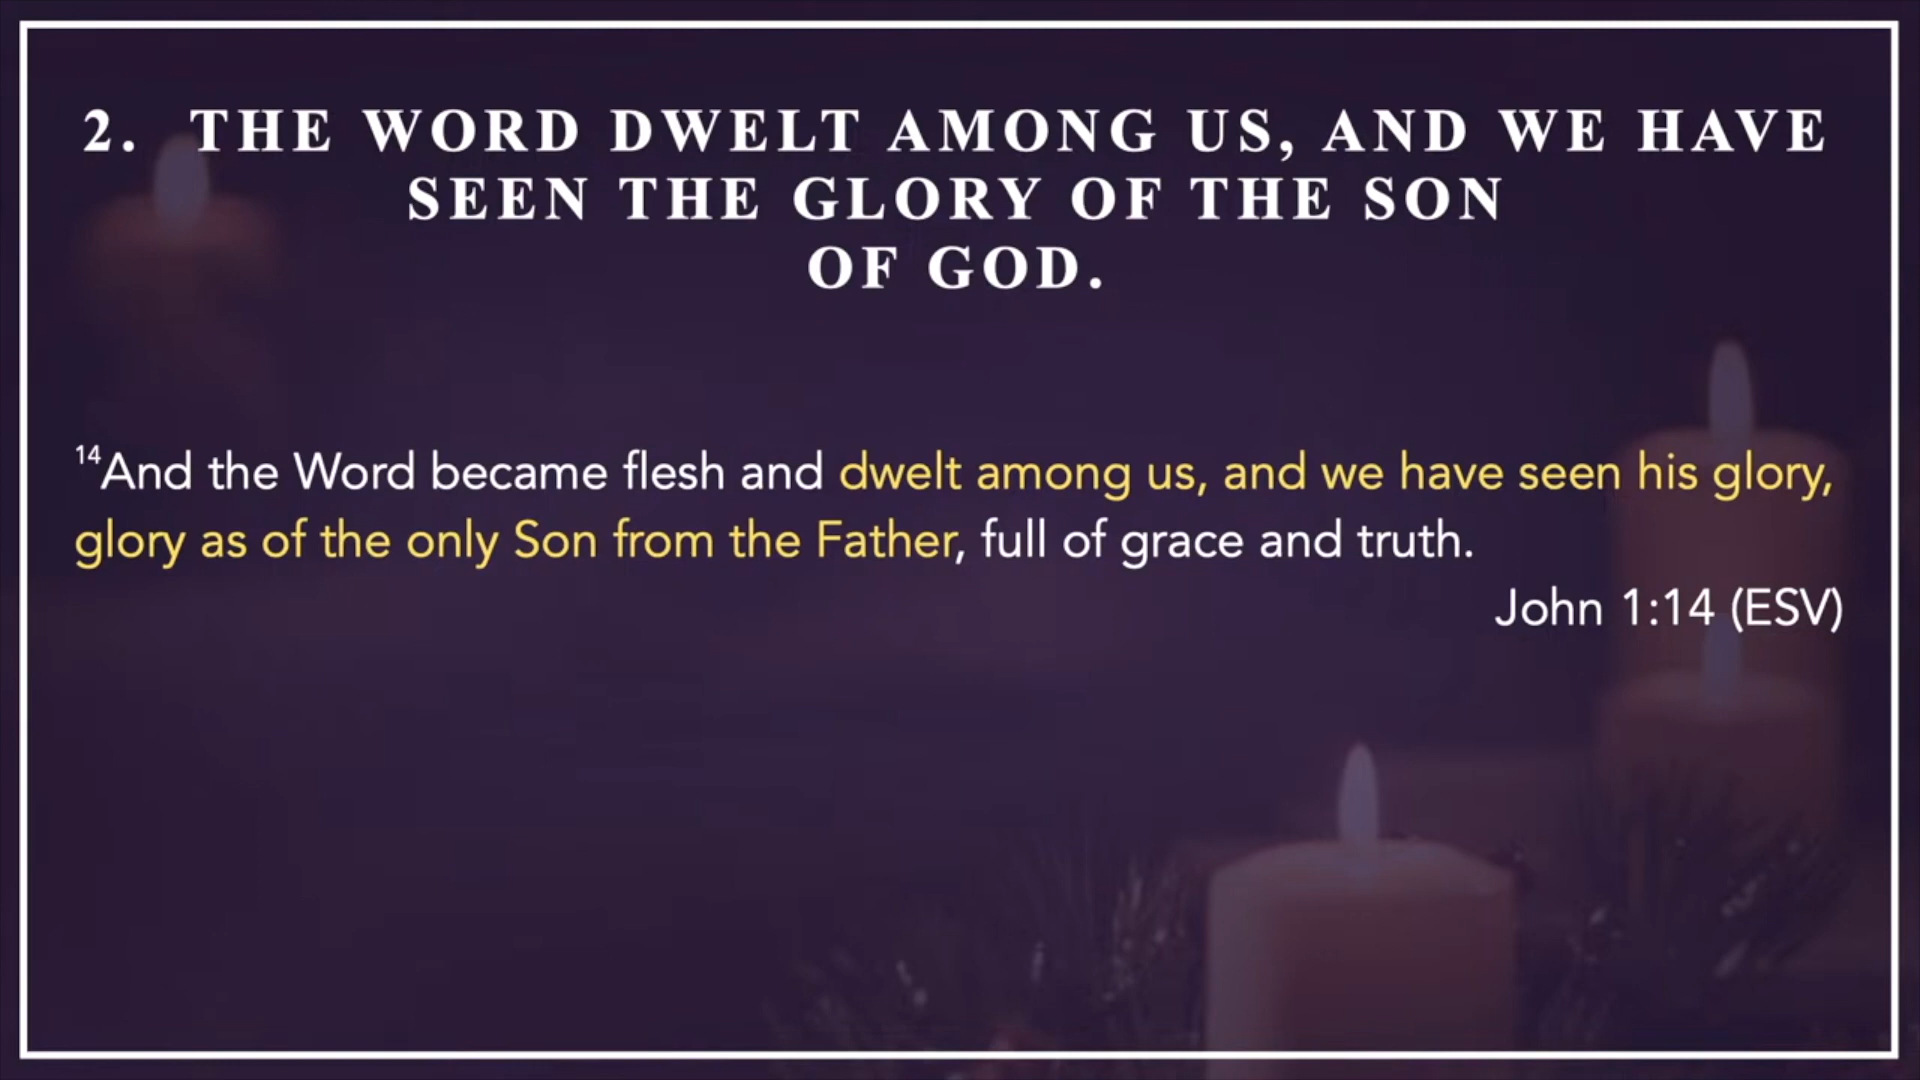 2. THE WORD DWELT AMONG US, AND WE HAVE
SEEN THE GLORY OF THE SON
OF GOD.
14And the Word became flesh and dwelt among us, and we have seen his glory,
glory as of the only Son from the Father, full of grace and truth.
John 1:14 (ESV)